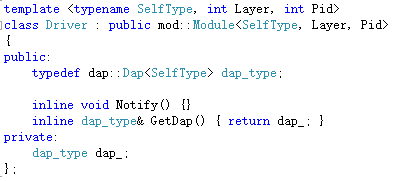 template <typename SelfType, int Layer, int Pid>
class Driver : public mod::Module<SelfType, Layer, Pid>
{
public:
    typedef dap::Dap<SelfType> dap_type;

    inline void Notify() {}
    inline dap_type& GetDap() { return dap_; }
private:
    dap_type dap_;
};